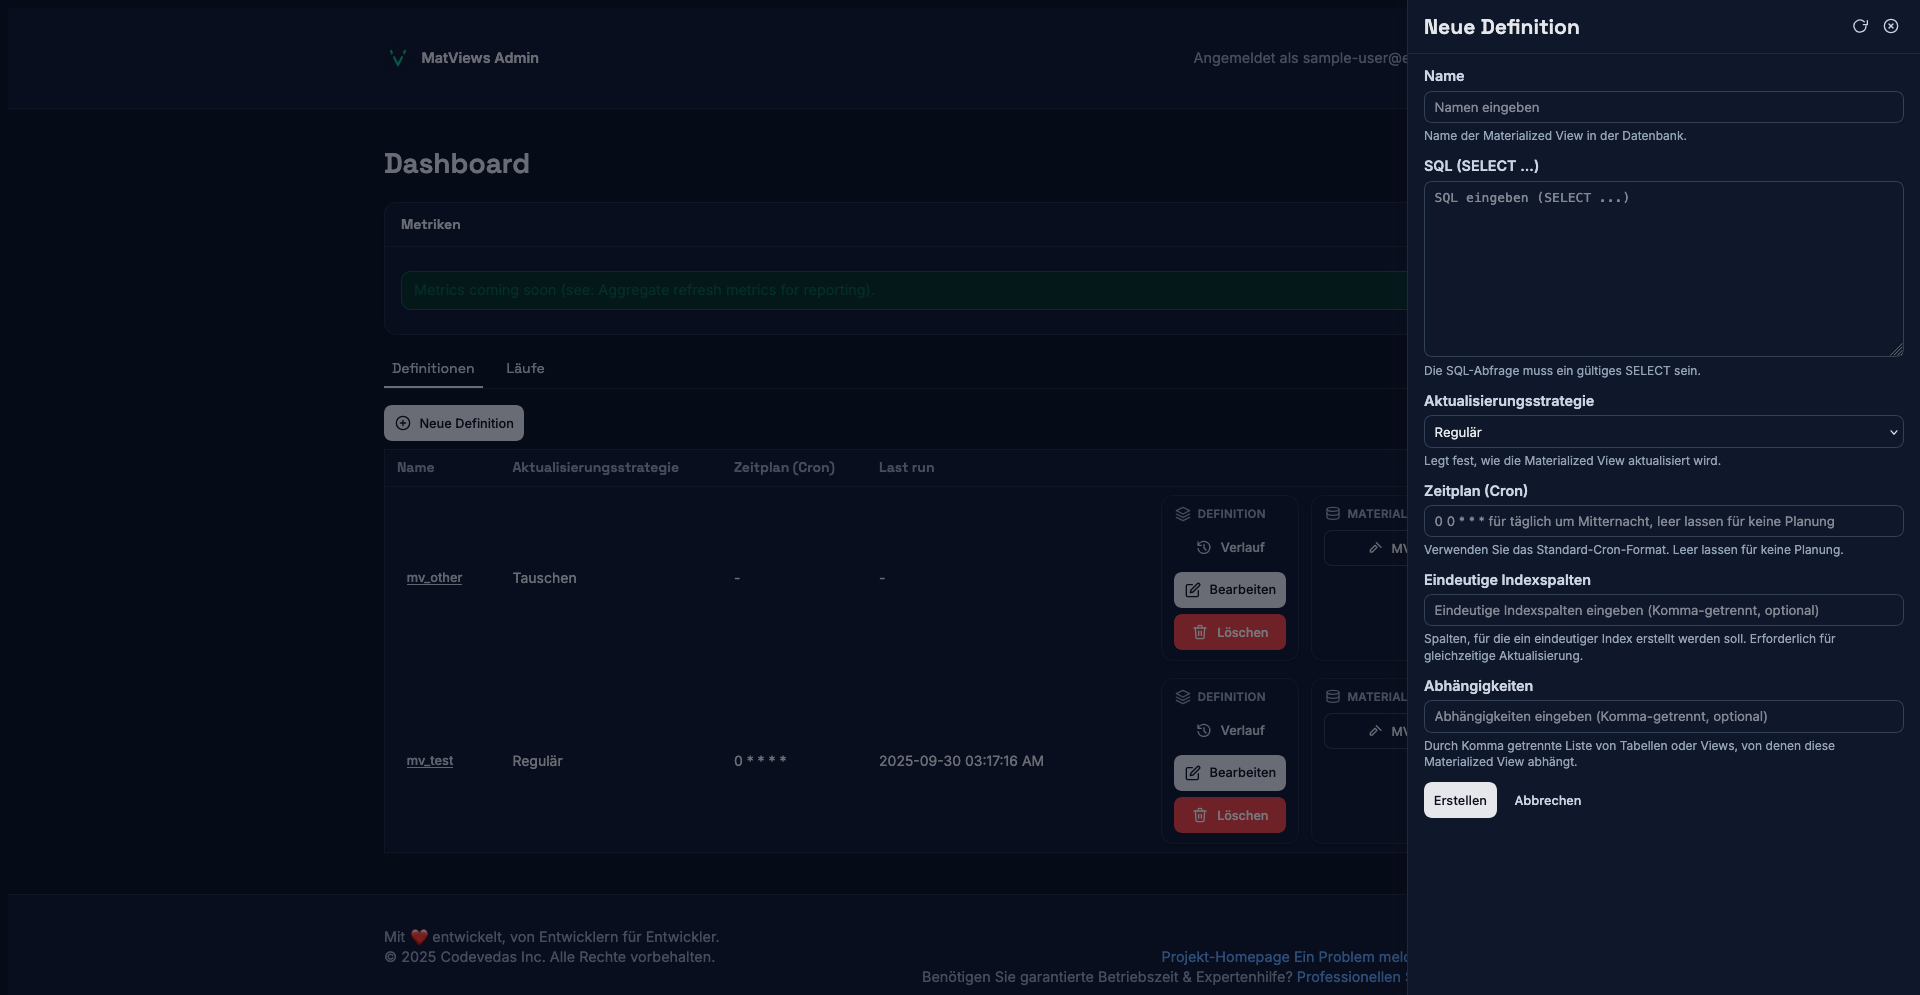 MatViews Admin
Angemeldet als sample-user@e
Dashboard
Metriken
Metrics coming soon (see: Aggregate refresh metrics for reporting).
Definitionen
Läufe
Neue Definition
Name Aktualisierungsstrategie Zeitplan (Cron) Last run
mv_other Tauschen - -
DEFINITION
Verlauf
Bearbeiten
Löschen
MATERIAL
MV
mv_test Regulär 0 * * * * 2025-09-30 03:17:16 AM
DEFINITION
Verlauf
Bearbeiten
Löschen
MATERIAL
MV
Mit ❤️ entwickelt, von Entwicklern für Entwickler.
© 2025 Codevedas Inc. Alle Rechte vorbehalten.
Projekt-Homepage Ein Problem meld
Benötigen Sie garantierte Betriebszeit & Expertenhilfe? Professionellen S
Neue Definition
Name
Namen eingeben
Name der Materialized View in der Datenbank.
SQL (SELECT ...)
SQL eingeben (SELECT ...)
Die SQL-Abfrage muss ein gültiges SELECT sein.
Aktualisierungsstrategie
Regulär
Legt fest, wie die Materialized View aktualisiert wird.
Zeitplan (Cron)
0 0 * * * für täglich um Mitternacht, leer lassen für keine Planung
Verwenden Sie das Standard-Cron-Format. Leer lassen für keine Planung.
Eindeutige Indexspalten
Eindeutige Indexspalten eingeben (Komma-getrennt, optional)
Spalten, für die ein eindeutiger Index erstellt werden soll. Erforderlich für
gleichzeitige Aktualisierung.
Abhängigkeiten
Abhängigkeiten eingeben (Komma-getrennt, optional)
Durch Komma getrennte Liste von Tabellen oder Views, von denen diese
Materialized View abhängt.
Erstellen
Abbrechen